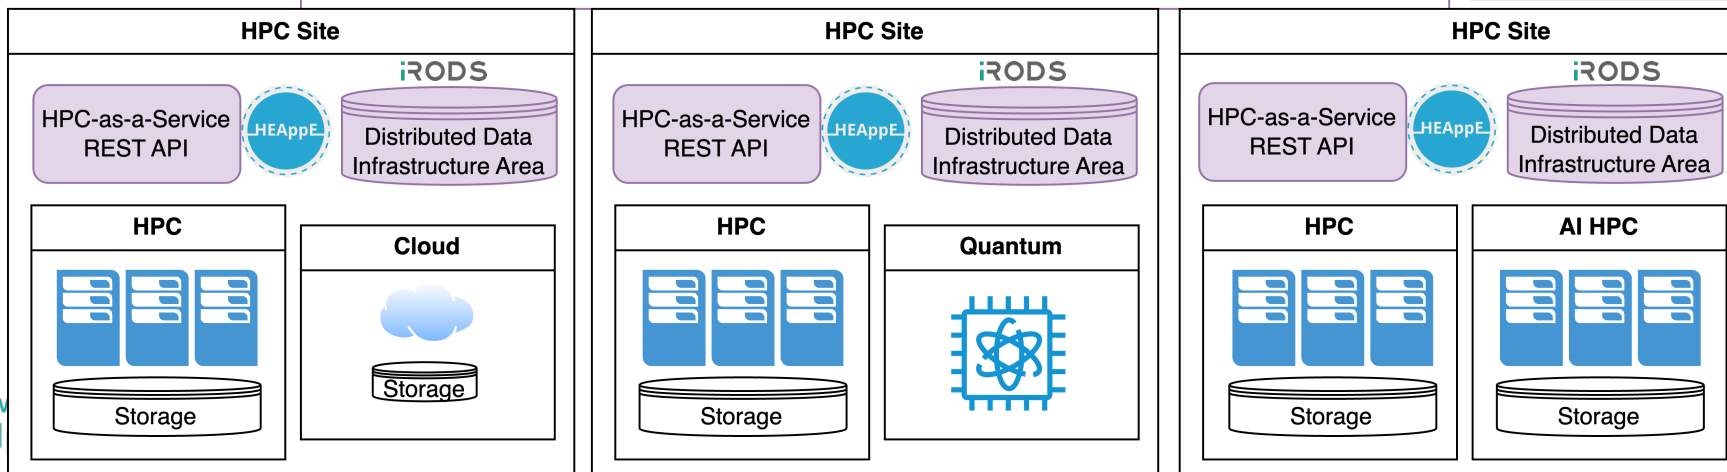 HPC Site
iRODS
HPC-as-a-Service
REST API
HEAppE
Distributed Data
Infrastructure Area
HPC
Storage
Cloud
Storage
HPC Site
iRODS
HPC-as-a-Service
REST API
HEAppE
Distributed Data
Infrastructure Area
HPC
Storage
Quantum
HPC Site
iRODS
HPC-as-a-Service
REST API
HEAppE
Distributed Data
Infrastructure Area
HPC
Storage
AI HPC
Storage